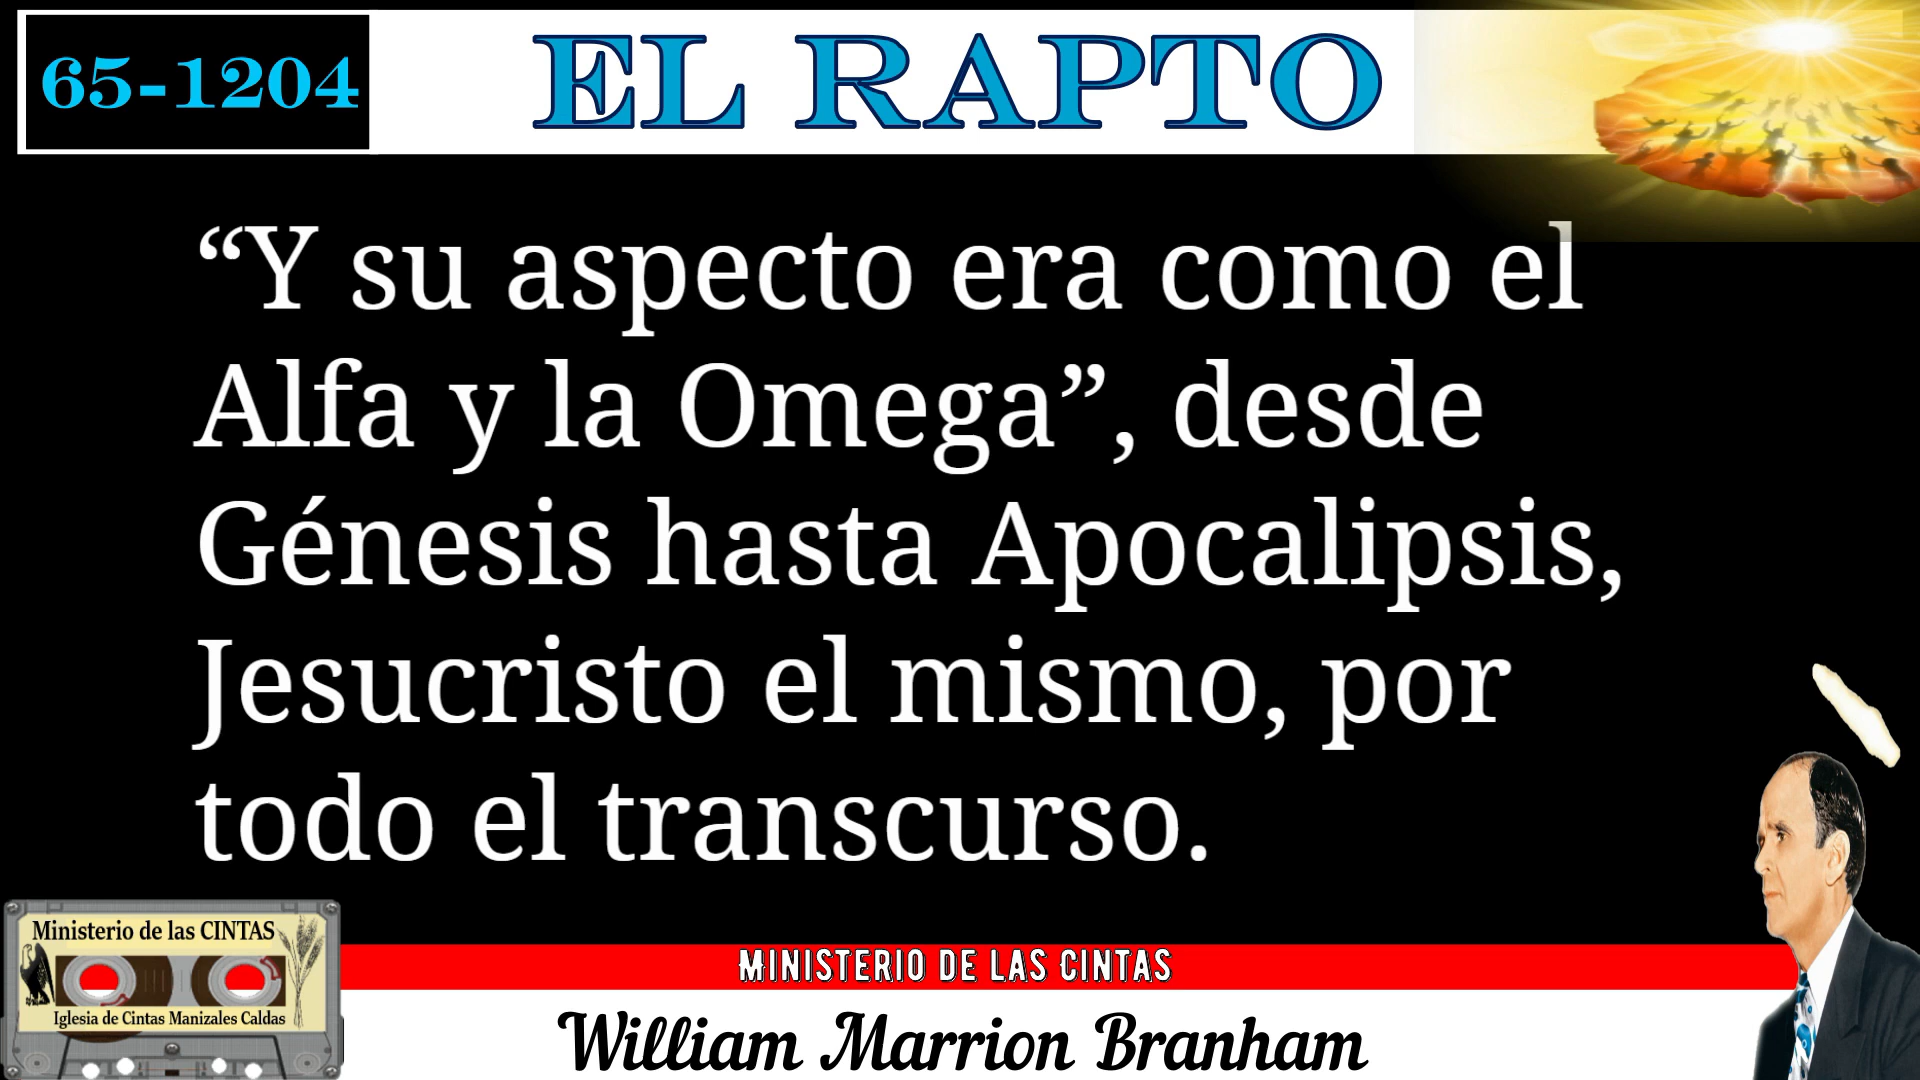 65-1204
EL RAPTO
“Y su aspecto era como el
Alfa y la Omega”, desde
Génesis hasta Apocalipsis,
Jesucristo el mismo, por
todo el transcurso.
Ministerio de las CINTAS
Iglesia de Cintas Manizales Caldas
MINISTERIO DE LAS CINTAS
William Marrion Branham